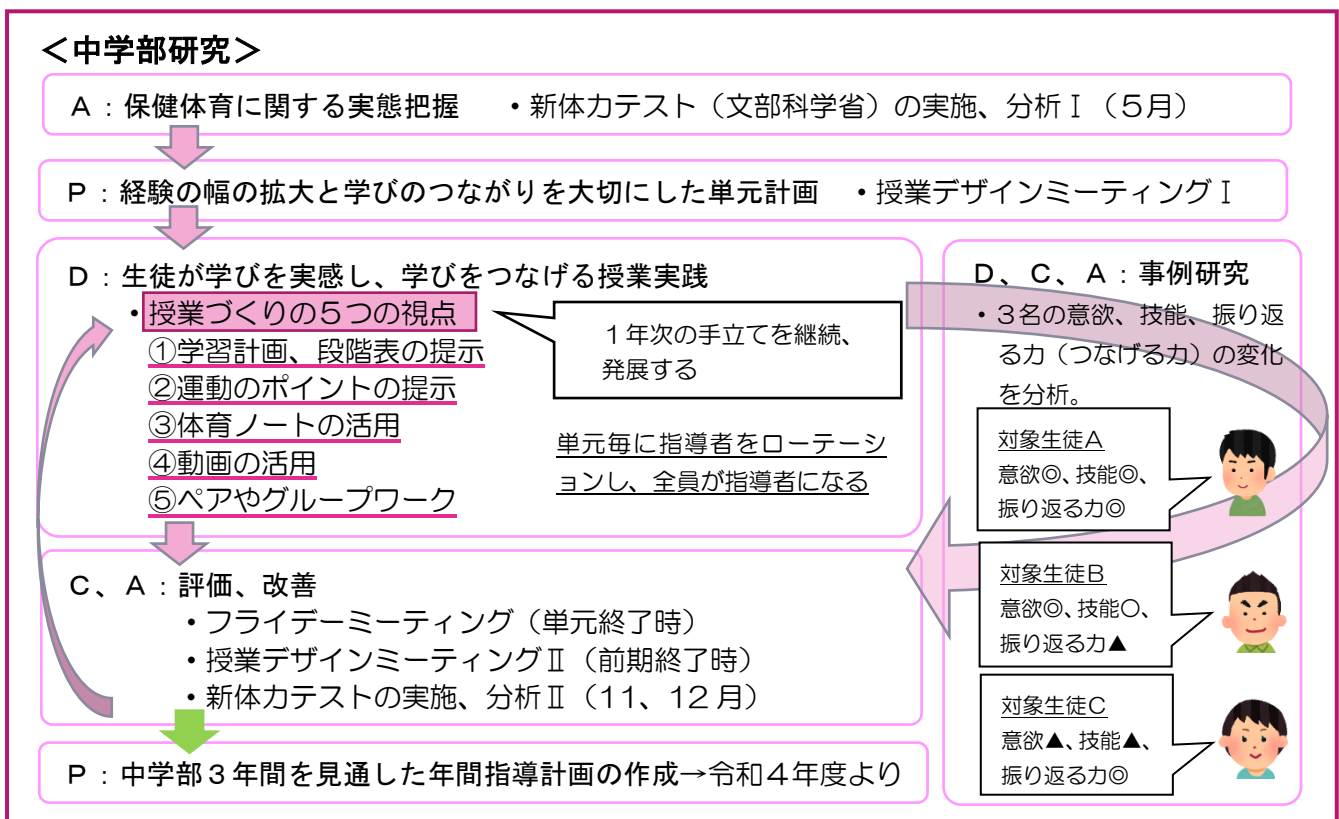 ＜中学部研究＞
Ａ：保健体育に関する実態把握　・新体力テスト（文部科学省）の実施、分析Ⅰ（５月）
Ｐ：経験の幅の拡大と学びのつながりを大切にした単元計画　・授業デザインミーティングⅠ
Ｄ：生徒が学びを実感し、学びをつなげる授業実践
・授業づくりの５つの視点
①学習計画、段階表の提示
②運動のポイントの提示
③体育ノートの活用
④動画の活用
⑤ペアやグループワーク
１年次の手立てを継続、
発展する
単元毎に指導者をローテーシ
ョンし、全員が指導者になる
Ｄ、Ｃ、Ａ：事例研究
・３名の意欲、技能、振り返
る力（つなげる力）の変化
を分析。
対象生徒Ａ
意欲◎、技能◎、
振り返る力◎
対象生徒Ｂ
意欲◎、技能〇、
振り返る力▲
対象生徒Ｃ
意欲▲、技能▲、
振り返る力◎
Ｃ、Ａ：評価、改善
・フライデーミーティング（単元終了時）
・授業デザインミーティングⅡ（前期終了時）
・新体力テストの実施、分析Ⅱ（11、12月）
Ｐ：中学部３年間を見通した年間指導計画の作成→令和４年度より